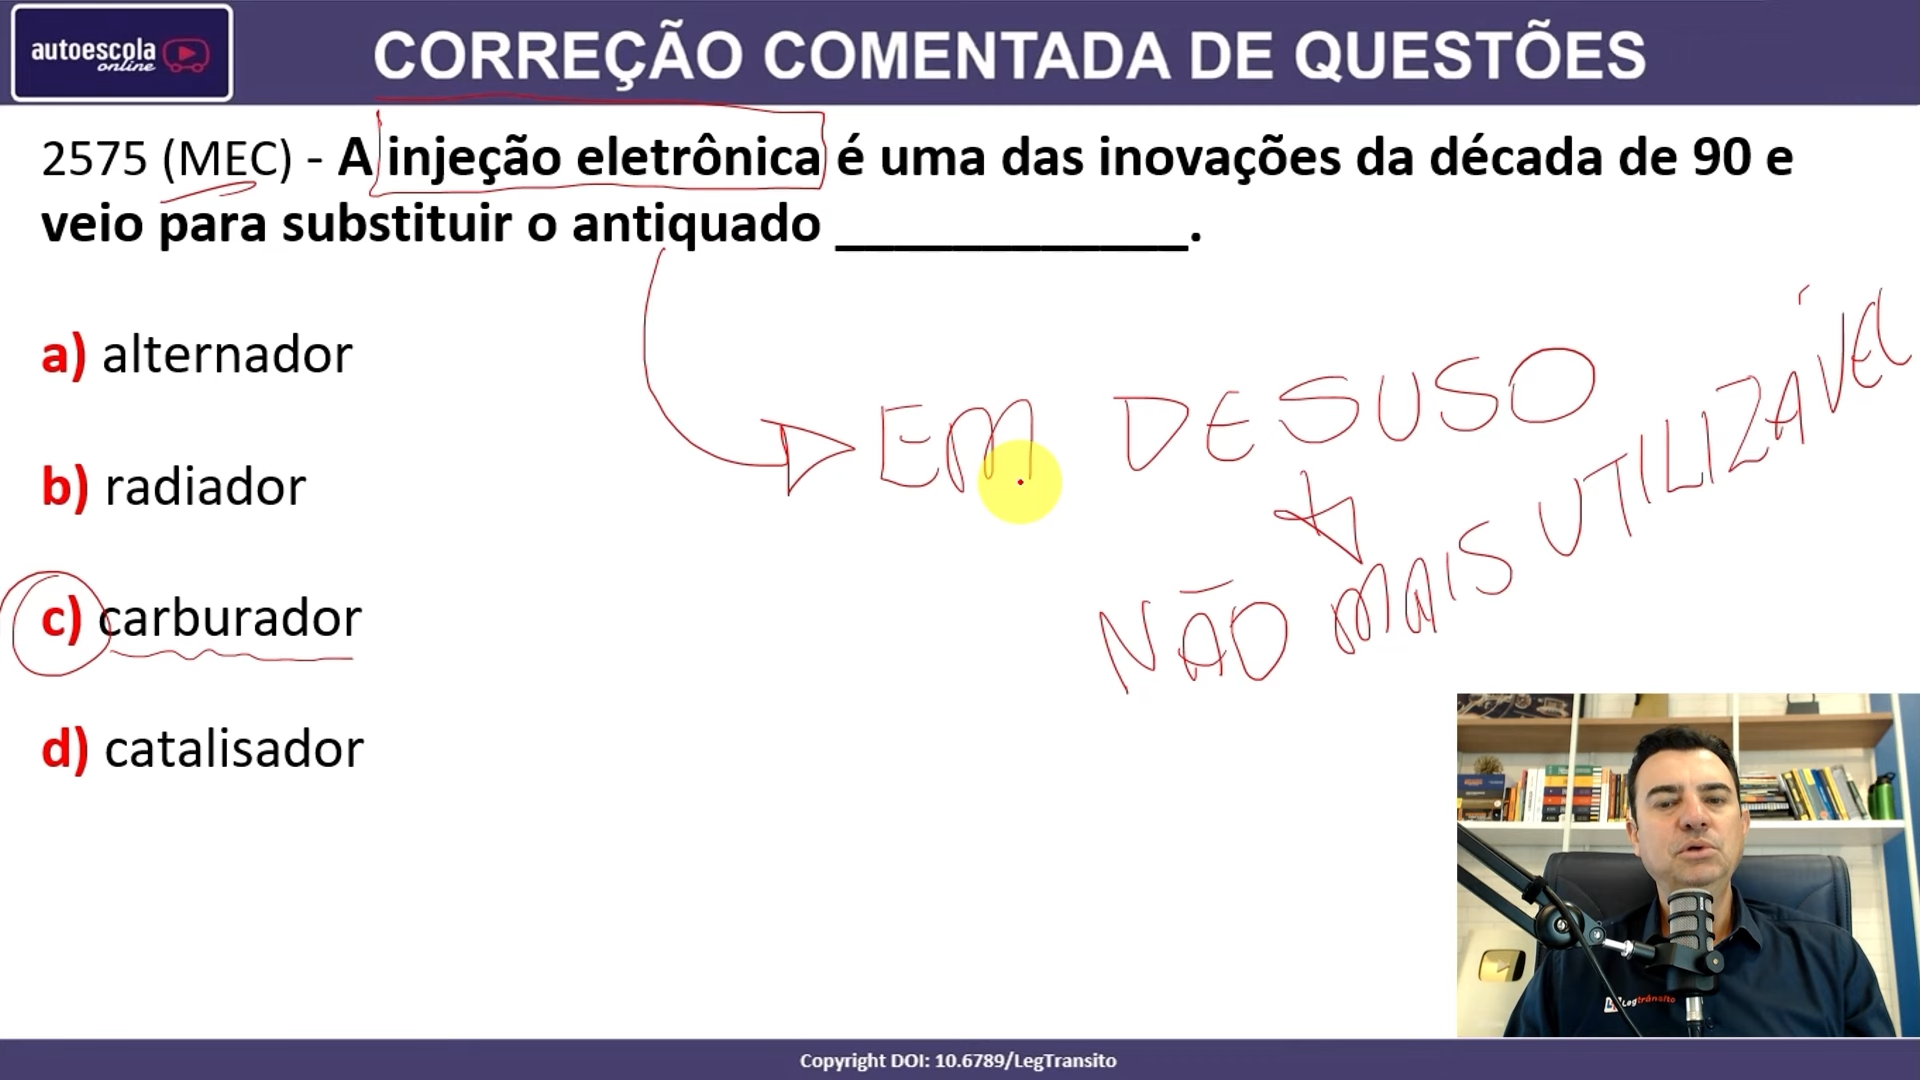 autoescola
online
CORREÇÃO COMENTADA DE QUESTÕES
2575 (MEC) - A injeção eletrônica é uma das inovações da década de 90 e
veio para substituir o antiquado ____________.
a) alternador
EM DESUSO
NÃO MAIS UTILIZÁVEL
b) radiador
c) carburador
d) catalisador
Legtrânsito
Copyright DOI: 10.6789/LegTransito